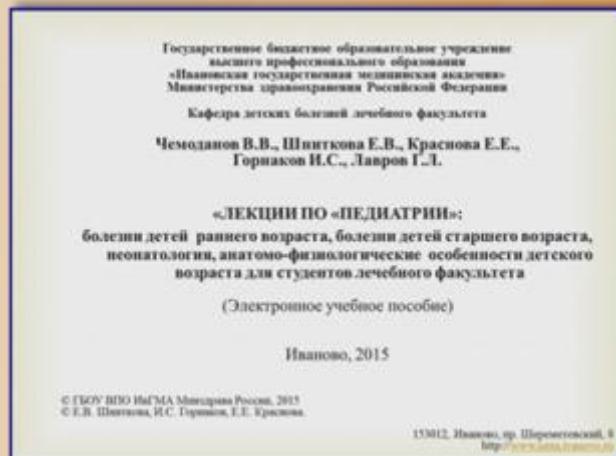 Государственное бюджетное образовательное учреждение
высшего профессионального образования
«Ивановская государственная медицинская академия»
Министерства здравоохранения Российской Федерации
Кафедра детских болезней лечебного факультета
Чемоданов В.В., Шниткова Е.В., Краснова Е.Е.,
Горнаков И.С., Лавров Г.Л.
«ЛЕКЦИИ ПО «ПЕДИАТРИИ»:
болезни детей раннего возраста, болезни детей старшего возраста,
неонатология, анатомо-физиологические особенности детского
возраста для студентов лечебного факультета
(Электронное учебное пособие)
Иваново, 2015
© ГБОУ ВПО ИвГМА Минздрава России, 2015
© Е.В. Шниткова, И.С. Горнаков, Е.Е. Краснова.
153012, Иваново, пр. Шереметевский, 8